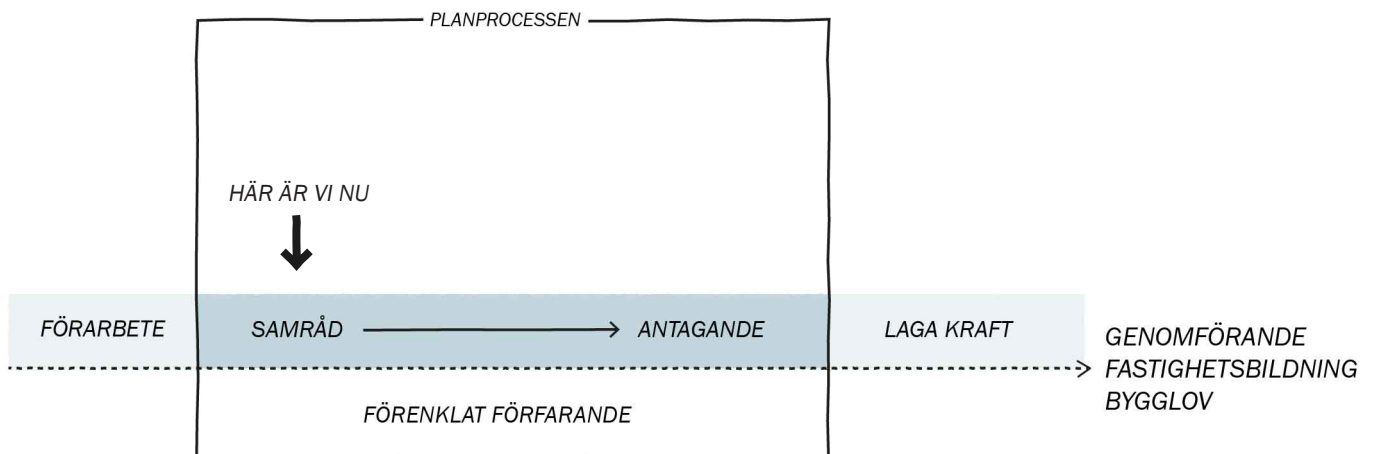 PLANPROCESSEN
HÄR ÄR VI NU
FÖRARBETE
SAMRÅD
ANTAGANDE
LAGA KRAFT
GENOMFÖRANDE
FASTIGHETSBILDNING
BYGGLOV
FÖRENKLAT FÖRFARANDE